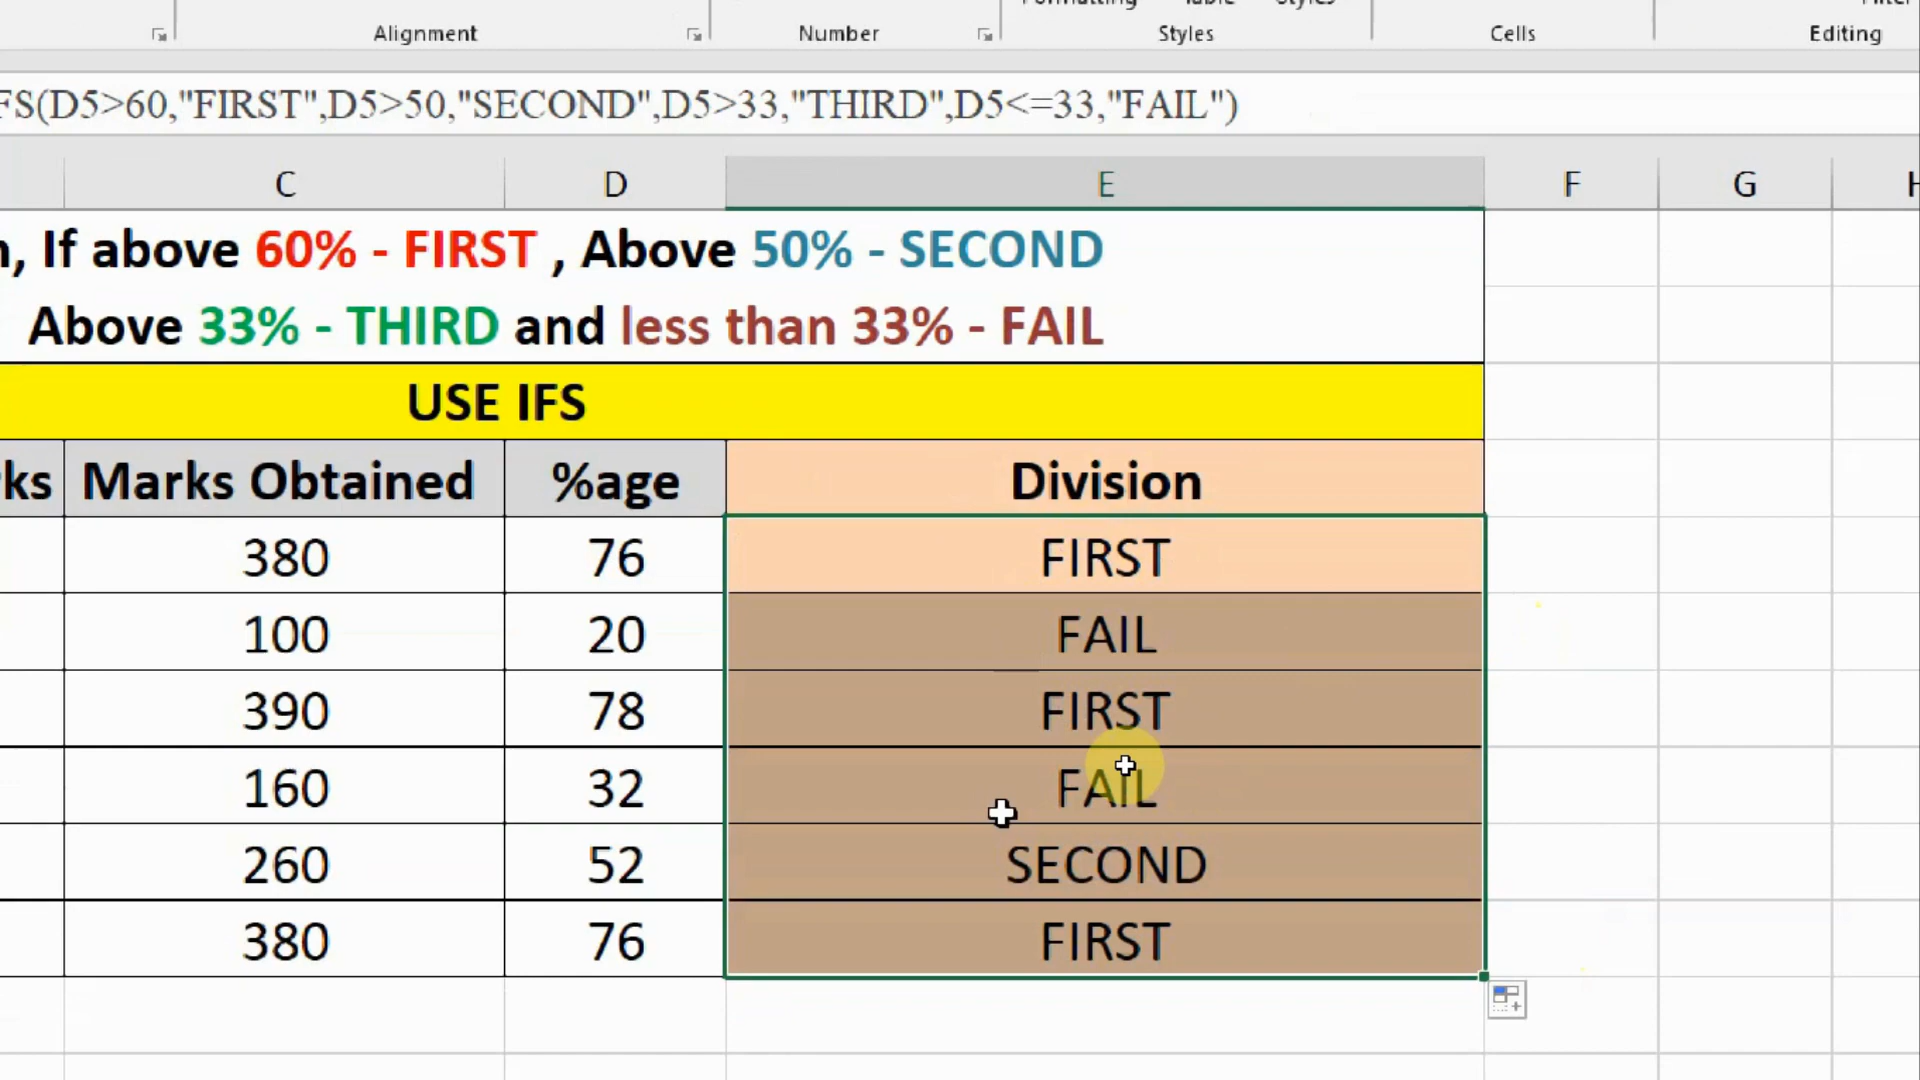 Alignment Number Styles Cells Editing
FS(D5>60,"FIRST",D5>50,"SECOND",D5>33,"THIRD",D5<=33,"FAIL")
C D E F G H
If above 60% - FIRST , Above 50% - SECOND
Above 33% - THIRD and less than 33% - FAIL
USE IFS
ks Marks Obtained %age Division
380 76 FIRST
100 20 FAIL
390 78 FIRST
160 32 FAIL
260 52 SECOND
380 76 FIRST